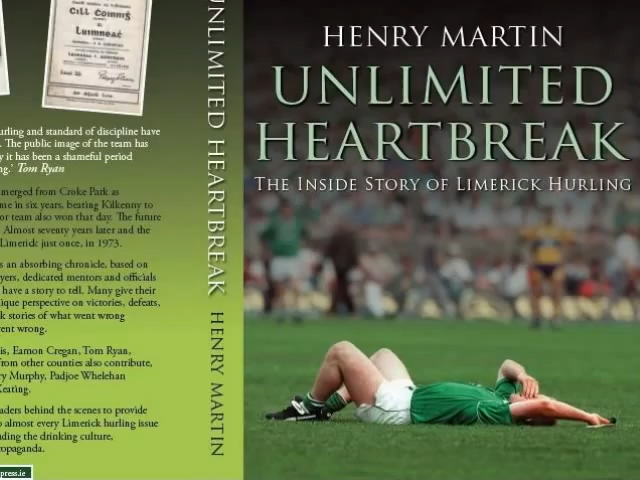 CILL COINNIĠ
v
LUIMNEAĊ
urling and standard of discipline have
. The public image of the team has
y it has been a shameful period
ng.' Tom Ryan
merged from Croke Park as
me in six years, beating Kilkenny to
or team also won that day. The future
Almost seventy years later and the
Limerick just once, in 1973.
s an absorbing chronicle, based on
yers, dedicated mentors and officials
have a story to tell. Many give their
ique perspective on victories, defeats,
k stories of what went wrong
ent wrong.
is, Eamon Cregan, Tom Ryan,
from other counties also contribute,
ry Murphy, Padjoe Whelehan
Keating.
aders behind the scenes to provide
o almost every Limerick hurling issue
ding the drinking culture,
ropaganda.
press.ie
UNLIMITED HEARTBREAK HENRY MARTIN
HENRY MARTIN
UNLIMITED
HEARTBREAK
THE INSIDE STORY OF LIMERICK HURLING